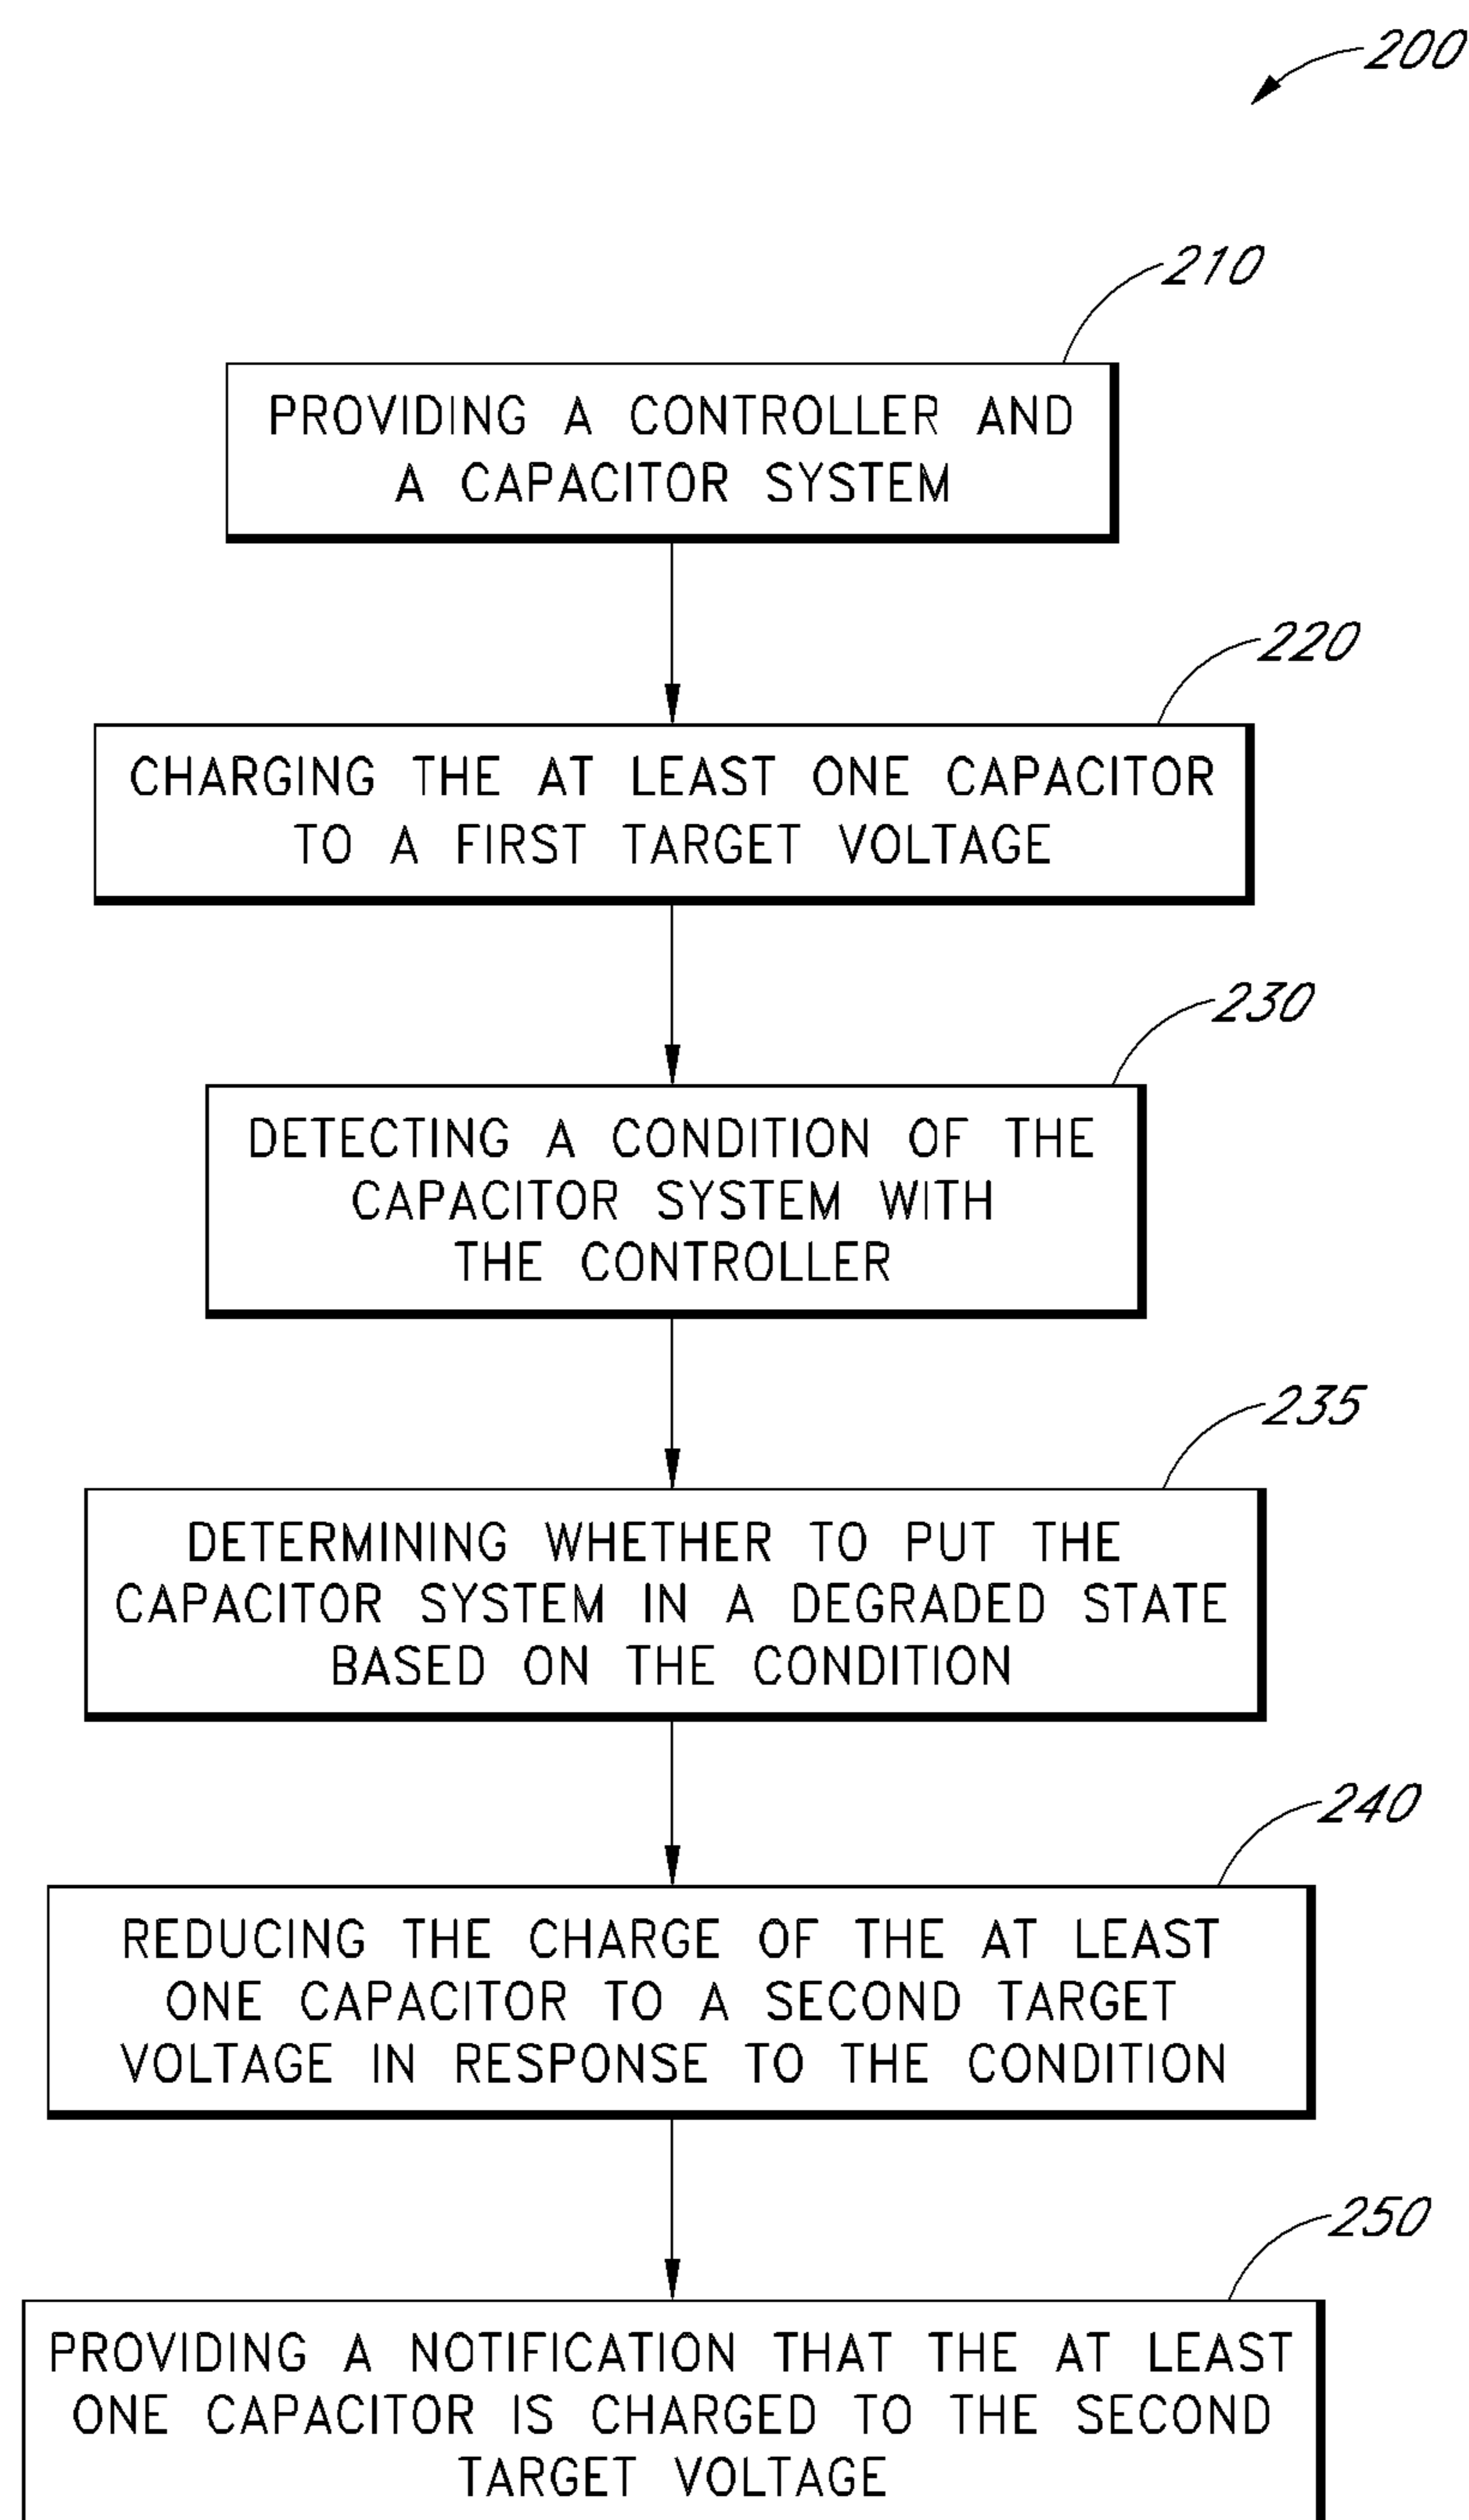 200
210
PROVIDING A CONTROLLER AND
A CAPACITOR SYSTEM
220
CHARGING THE AT LEAST ONE CAPACITOR
TO A FIRST TARGET VOLTAGE
230
DETECTING A CONDITION OF THE
CAPACITOR SYSTEM WITH
THE CONTROLLER
235
DETERMINING WHETHER TO PUT THE
CAPACITOR SYSTEM IN A DEGRADED STATE
BASED ON THE CONDITION
240
REDUCING THE CHARGE OF THE AT LEAST
ONE CAPACITOR TO A SECOND TARGET
VOLTAGE IN RESPONSE TO THE CONDITION
250
PROVIDING A NOTIFICATION THAT THE AT LEAST
ONE CAPACITOR IS CHARGED TO THE SECOND
TARGET VOLTAGE